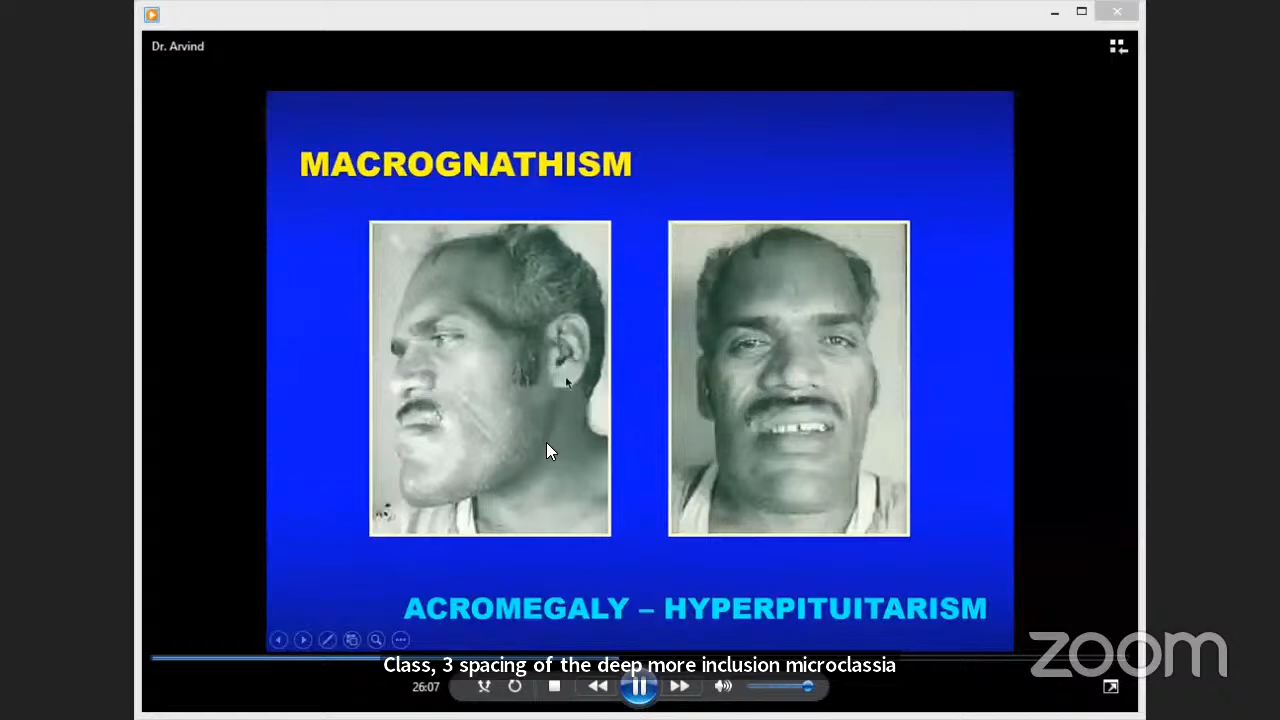 Dr. Arvind
MACROGNATHISM
ACROMEGALY – HYPERPITUITARISM
Class, 3 spacing of the deep more inclusion microclassia
26:07
zoom